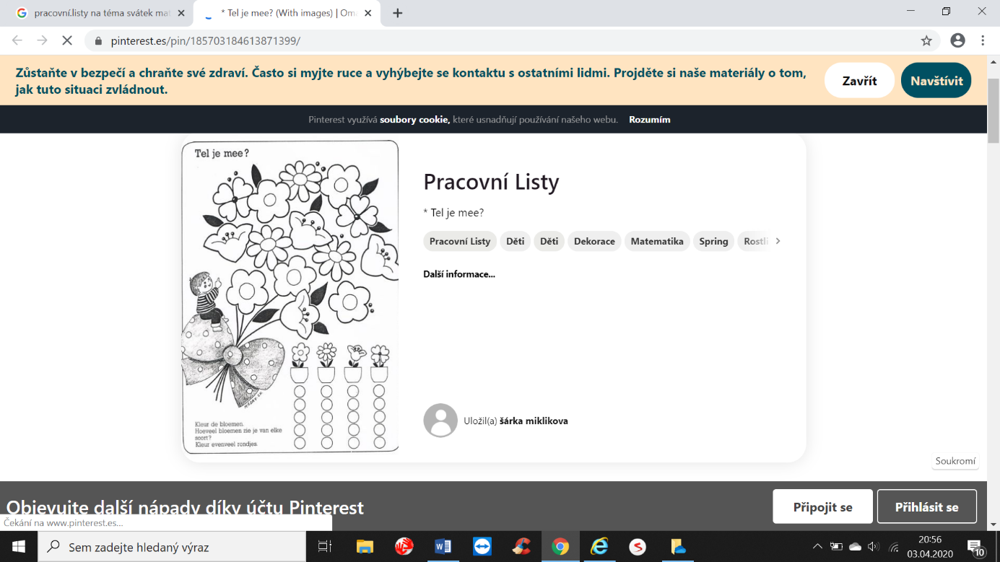 pracovní.listy na téma svátek mat
* Tel je mee? (With images) | Om
pinterest.es/pin/185703184613871399/
Zůstaňte v bezpečí a chraňte své zdraví. Často si myjte ruce a vyhýbejte se kontaktu s ostatními lidmi. Projděte si naše materiály o tom,
jak tuto situaci zvládnout.
Zavřít
Navštívit
Pinterest využívá soubory cookie, které usnadňují používání našeho webu. Rozumím
Tel je mee?
Kleur de bloemen.
Hoeveel bloemen zie je van elke
soort?
Kleur evenveel rondjes.
Pracovní Listy
* Tel je mee?
Pracovní Listy Děti Děti Dekorace Matematika Spring Rostli
Další informace...
Uložil(a) šárka miklikova
Soukromí
Objevujte další nápady díky účtu Pinterest
Připojit se
Přihlásit se
Čekání na www.pinterest.es...
Sem zadejte hledaný výraz
20:56
03.04.2020
10